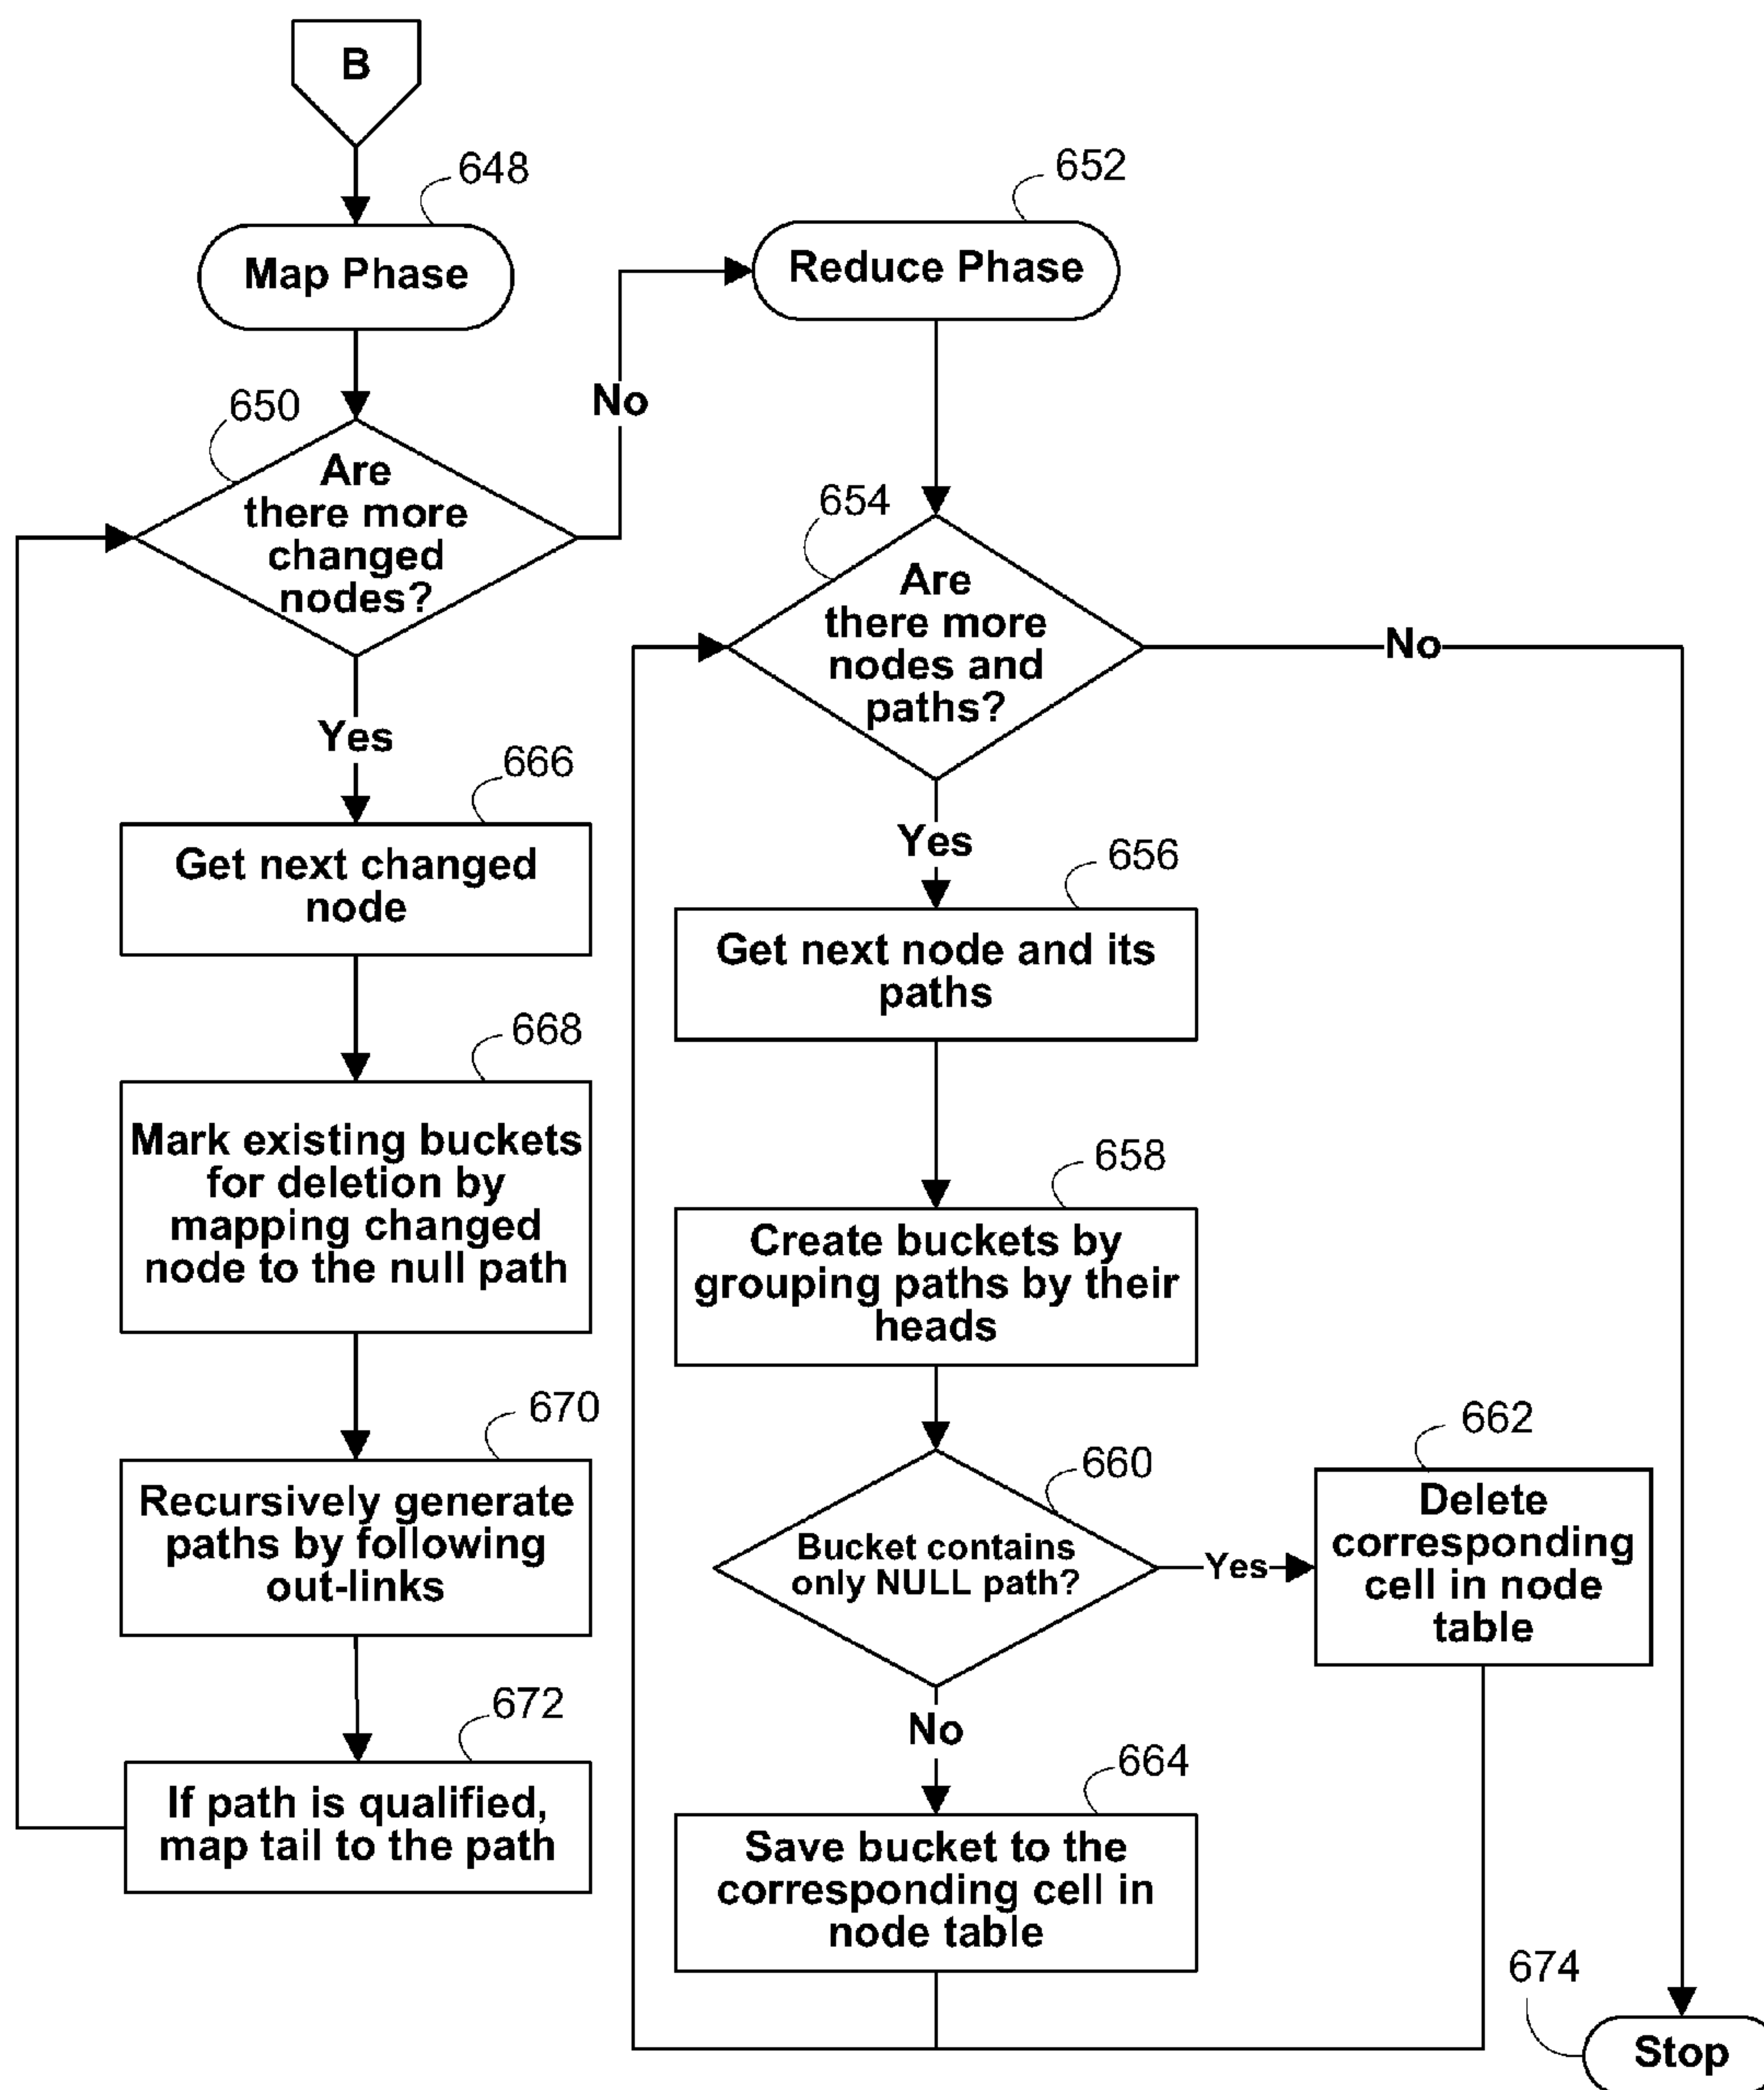 B
648
Map Phase
652
Reduce Phase
No
650
Are
there more
changed
nodes?
654
Are
there more
nodes and
paths?
No
Yes
666
Get next changed
node
Yes
656
Get next node and its
paths
668
Mark existing buckets
for deletion by
mapping changed
node to the null path
658
Create buckets by
grouping paths by their
heads
670
Recursively generate
paths by following
out-links
660
Bucket contains
only NULL path?
Yes
662
Delete
corresponding
cell in node
table
672
If path is qualified,
map tail to the path
No
664
Save bucket to the
corresponding cell in
node table
674
Stop